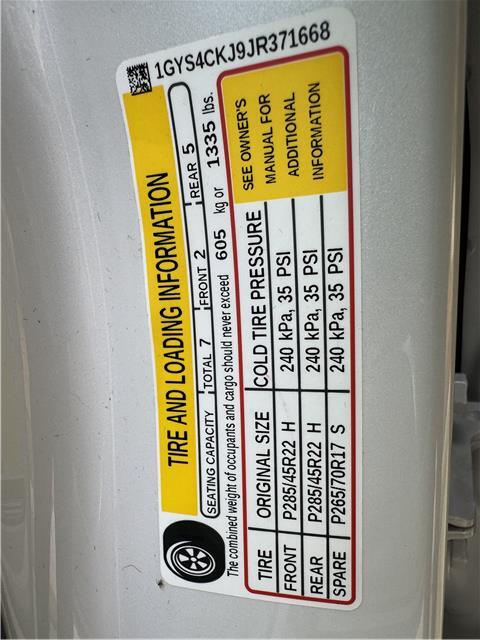 1GYS4CKJ9JR371668
TIRE AND LOADING INFORMATION
SEATING CAPACITY TOTAL 7 FRONT 2 REAR 5
The combined weight of occupants and cargo should never exceed 605 kg or 1335 lbs.
TIRE ORIGINAL SIZE COLD TIRE PRESSURE
FRONT P285/45R22 H 240 kPa, 35 PSI
REAR P285/45R22 H 240 kPa, 35 PSI
SPARE P265/70R17 S 240 kPa, 35 PSI
SEE OWNER'S
MANUAL FOR
ADDITIONAL
INFORMATION